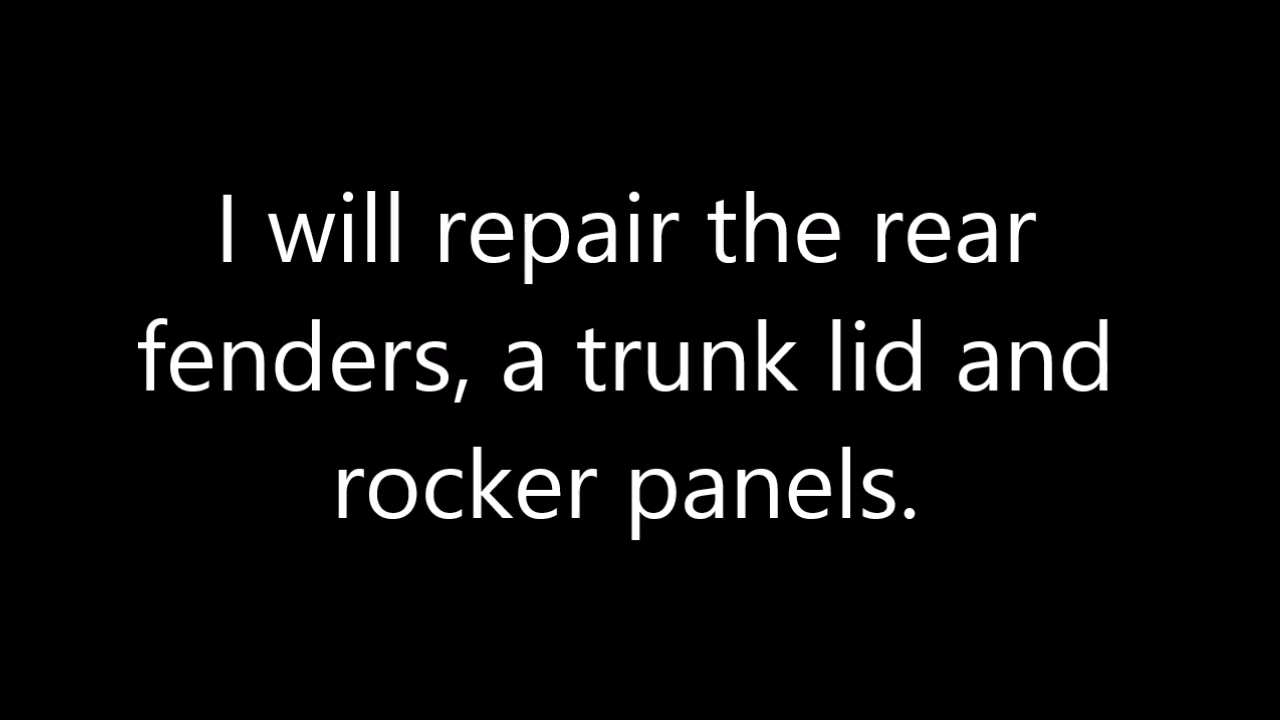 I will repair the rear
fenders, a trunk lid and
rocker panels.